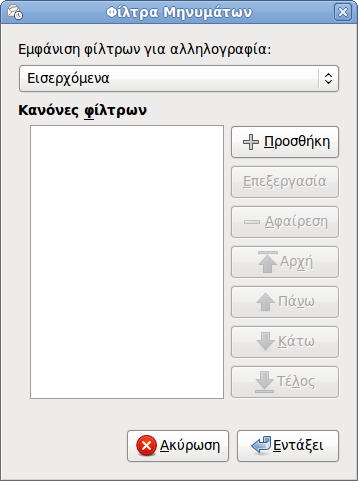 Φίλτρα Μηνυμάτων
Εμφάνιση φίλτρων για αλληλογραφία:
Εισερχόμενα
Κανόνες φίλτρων
Προσθήκη
Επεξεργασία
Αφαίρεση
Αρχή
Πάνω
Κάτω
Τέλος
Ακύρωση
Εντάξει